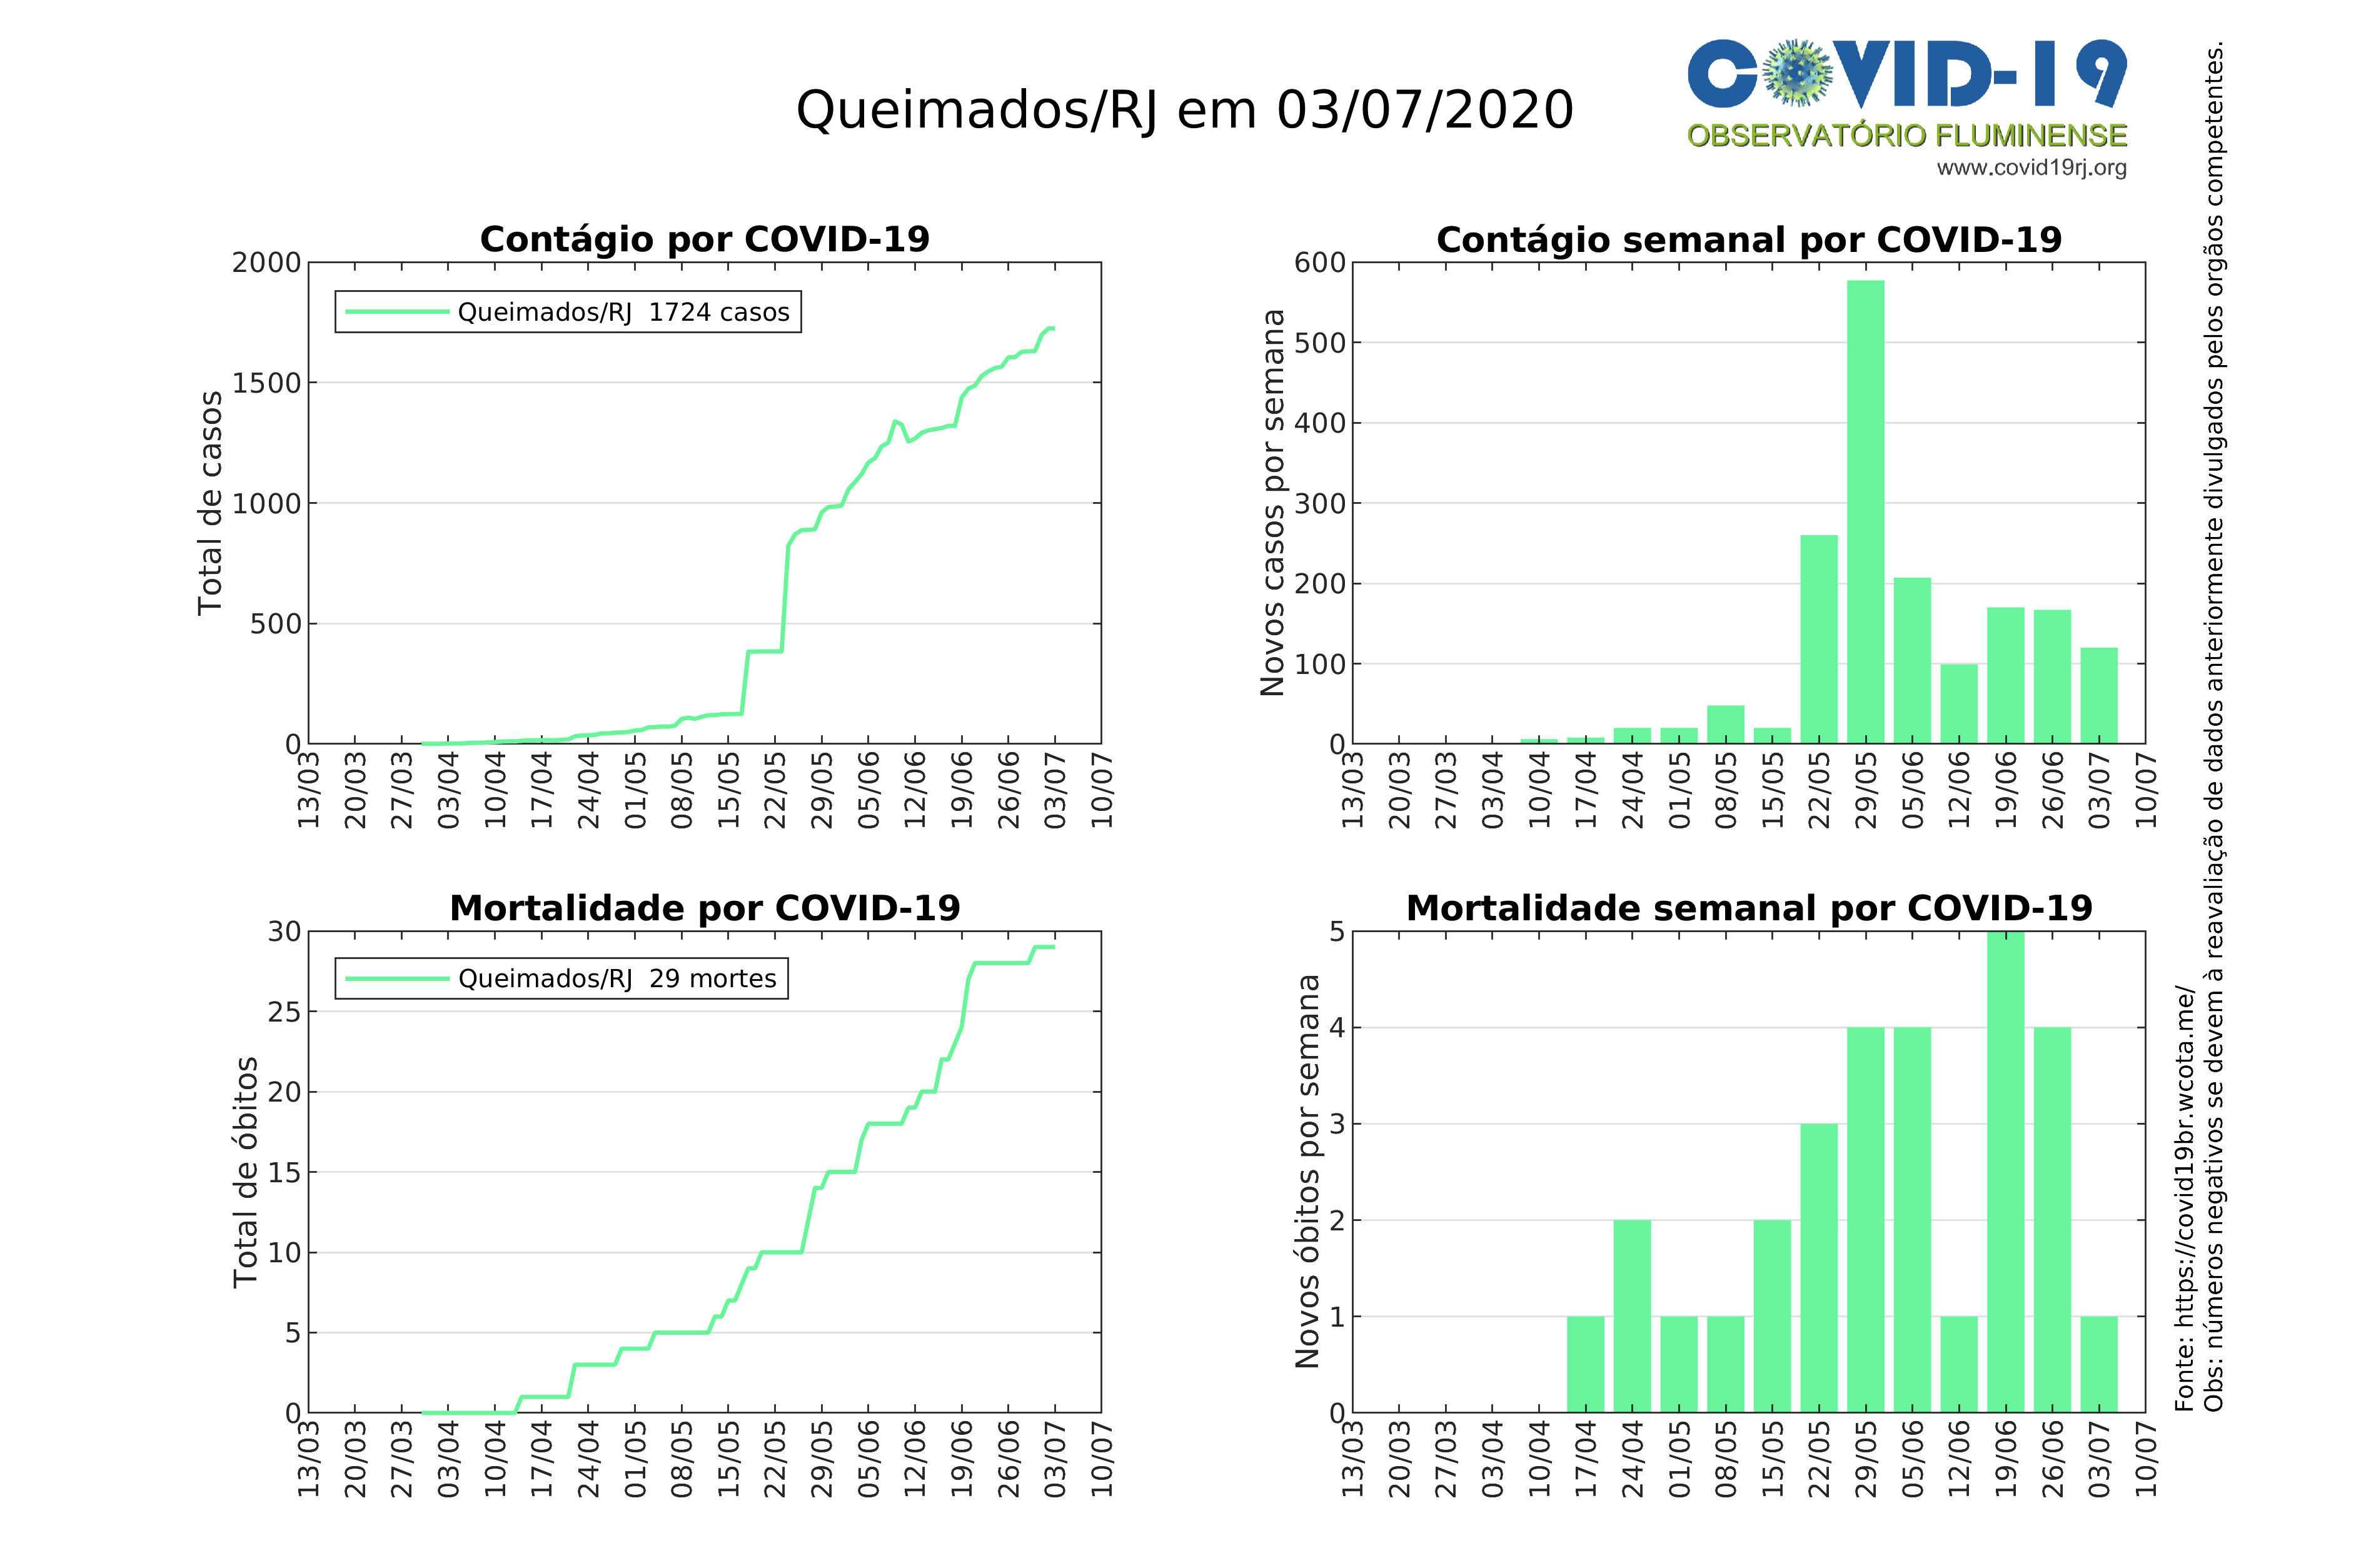 Queimados/RJ em 03/07/2020
COVID-19
OBSERVATÓRIO FLUMINENSE
www.covid19rj.org
Contágio por COVID-19
Total de casos
2000
1500
1000
500
0
Queimados/RJ 1724 casos
13/03 20/03 27/03 03/04 10/04 17/04 24/04 01/05 08/05 15/05 22/05 29/05 05/06 12/06 19/06 26/06 03/07 10/07
Contágio semanal por COVID-19
Novos casos por semana
600
500
400
300
200
100
0
13/03 20/03 27/03 03/04 10/04 17/04 24/04 01/05 08/05 15/05 22/05 29/05 05/06 12/06 19/06 26/06 03/07 10/07
Mortalidade por COVID-19
Total de óbitos
30
25
20
15
10
5
0
Queimados/RJ 29 mortes
13/03 20/03 27/03 03/04 10/04 17/04 24/04 01/05 08/05 15/05 22/05 29/05 05/06 12/06 19/06 26/06 03/07 10/07
Mortalidade semanal por COVID-19
Novos óbitos por semana
5
4
3
2
1
0
13/03 20/03 27/03 03/04 10/04 17/04 24/04 01/05 08/05 15/05 22/05 29/05 05/06 12/06 19/06 26/06 03/07 10/07
Fonte: https://covid19br.wcota.me/
Obs: números negativos se devem à reavaliação de dados anteriormente divulgados pelos orgãos competentes.